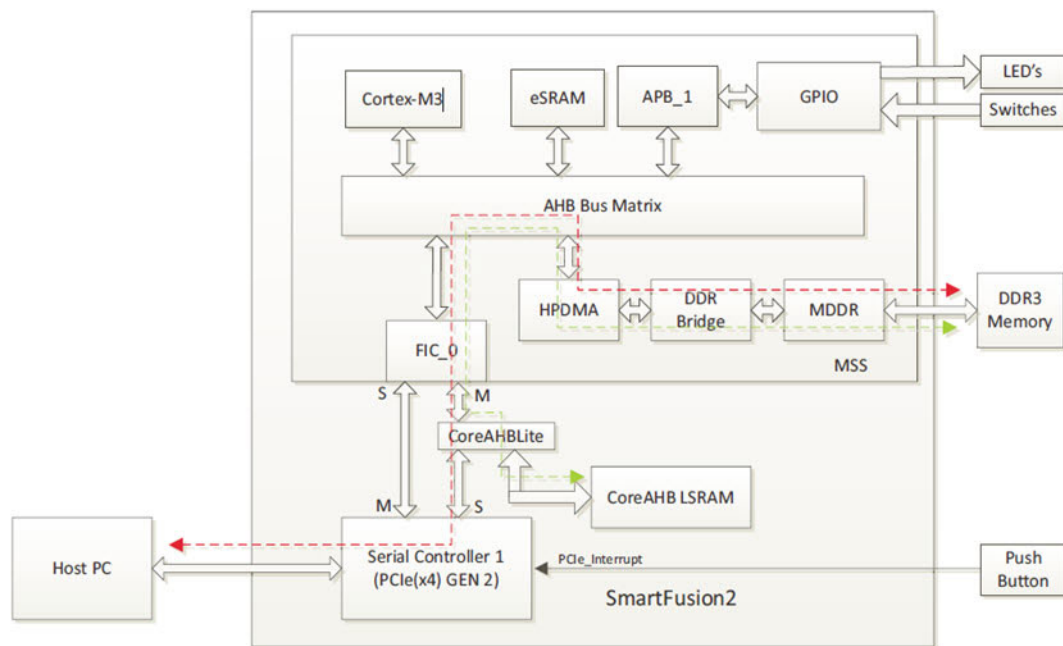 Cortex-M3
eSRAM
APB_1
GPIO
LED's
Switches
AHB Bus Matrix
HPDMA
DDR
Bridge
MDDR
DDR3
Memory
FIC_0
MSS
S
M
CoreAHBLite
CoreAHB LSRAM
M
S
Host PC
Serial Controller 1
(PCIe(x4) GEN 2)
PCIe_Interrupt
Push
Button
SmartFusion2